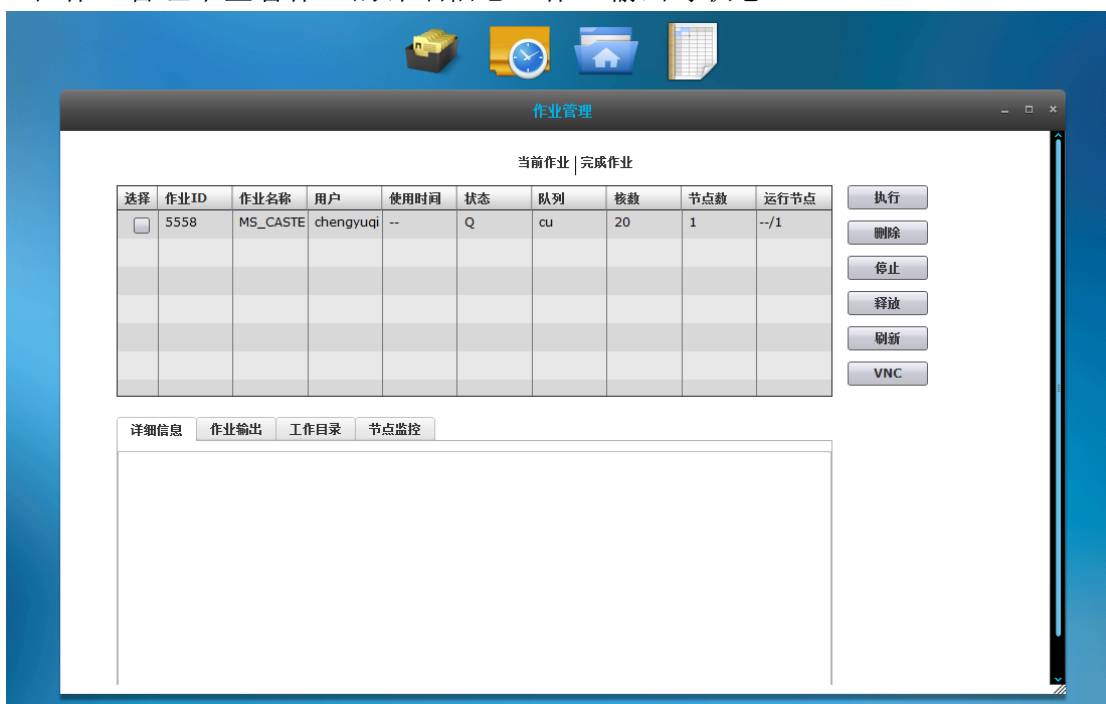 作业管理
当前作业 | 完成作业
选择 作业ID 作业名称 用户 使用时间 状态 队列 核数 节点数 运行节点
5558 MS_CASTE chengyuqi -- Q cu 20 1 --/1
执行
删除
停止
释放
刷新
VNC
详细信息 作业输出 工作目录 节点监控